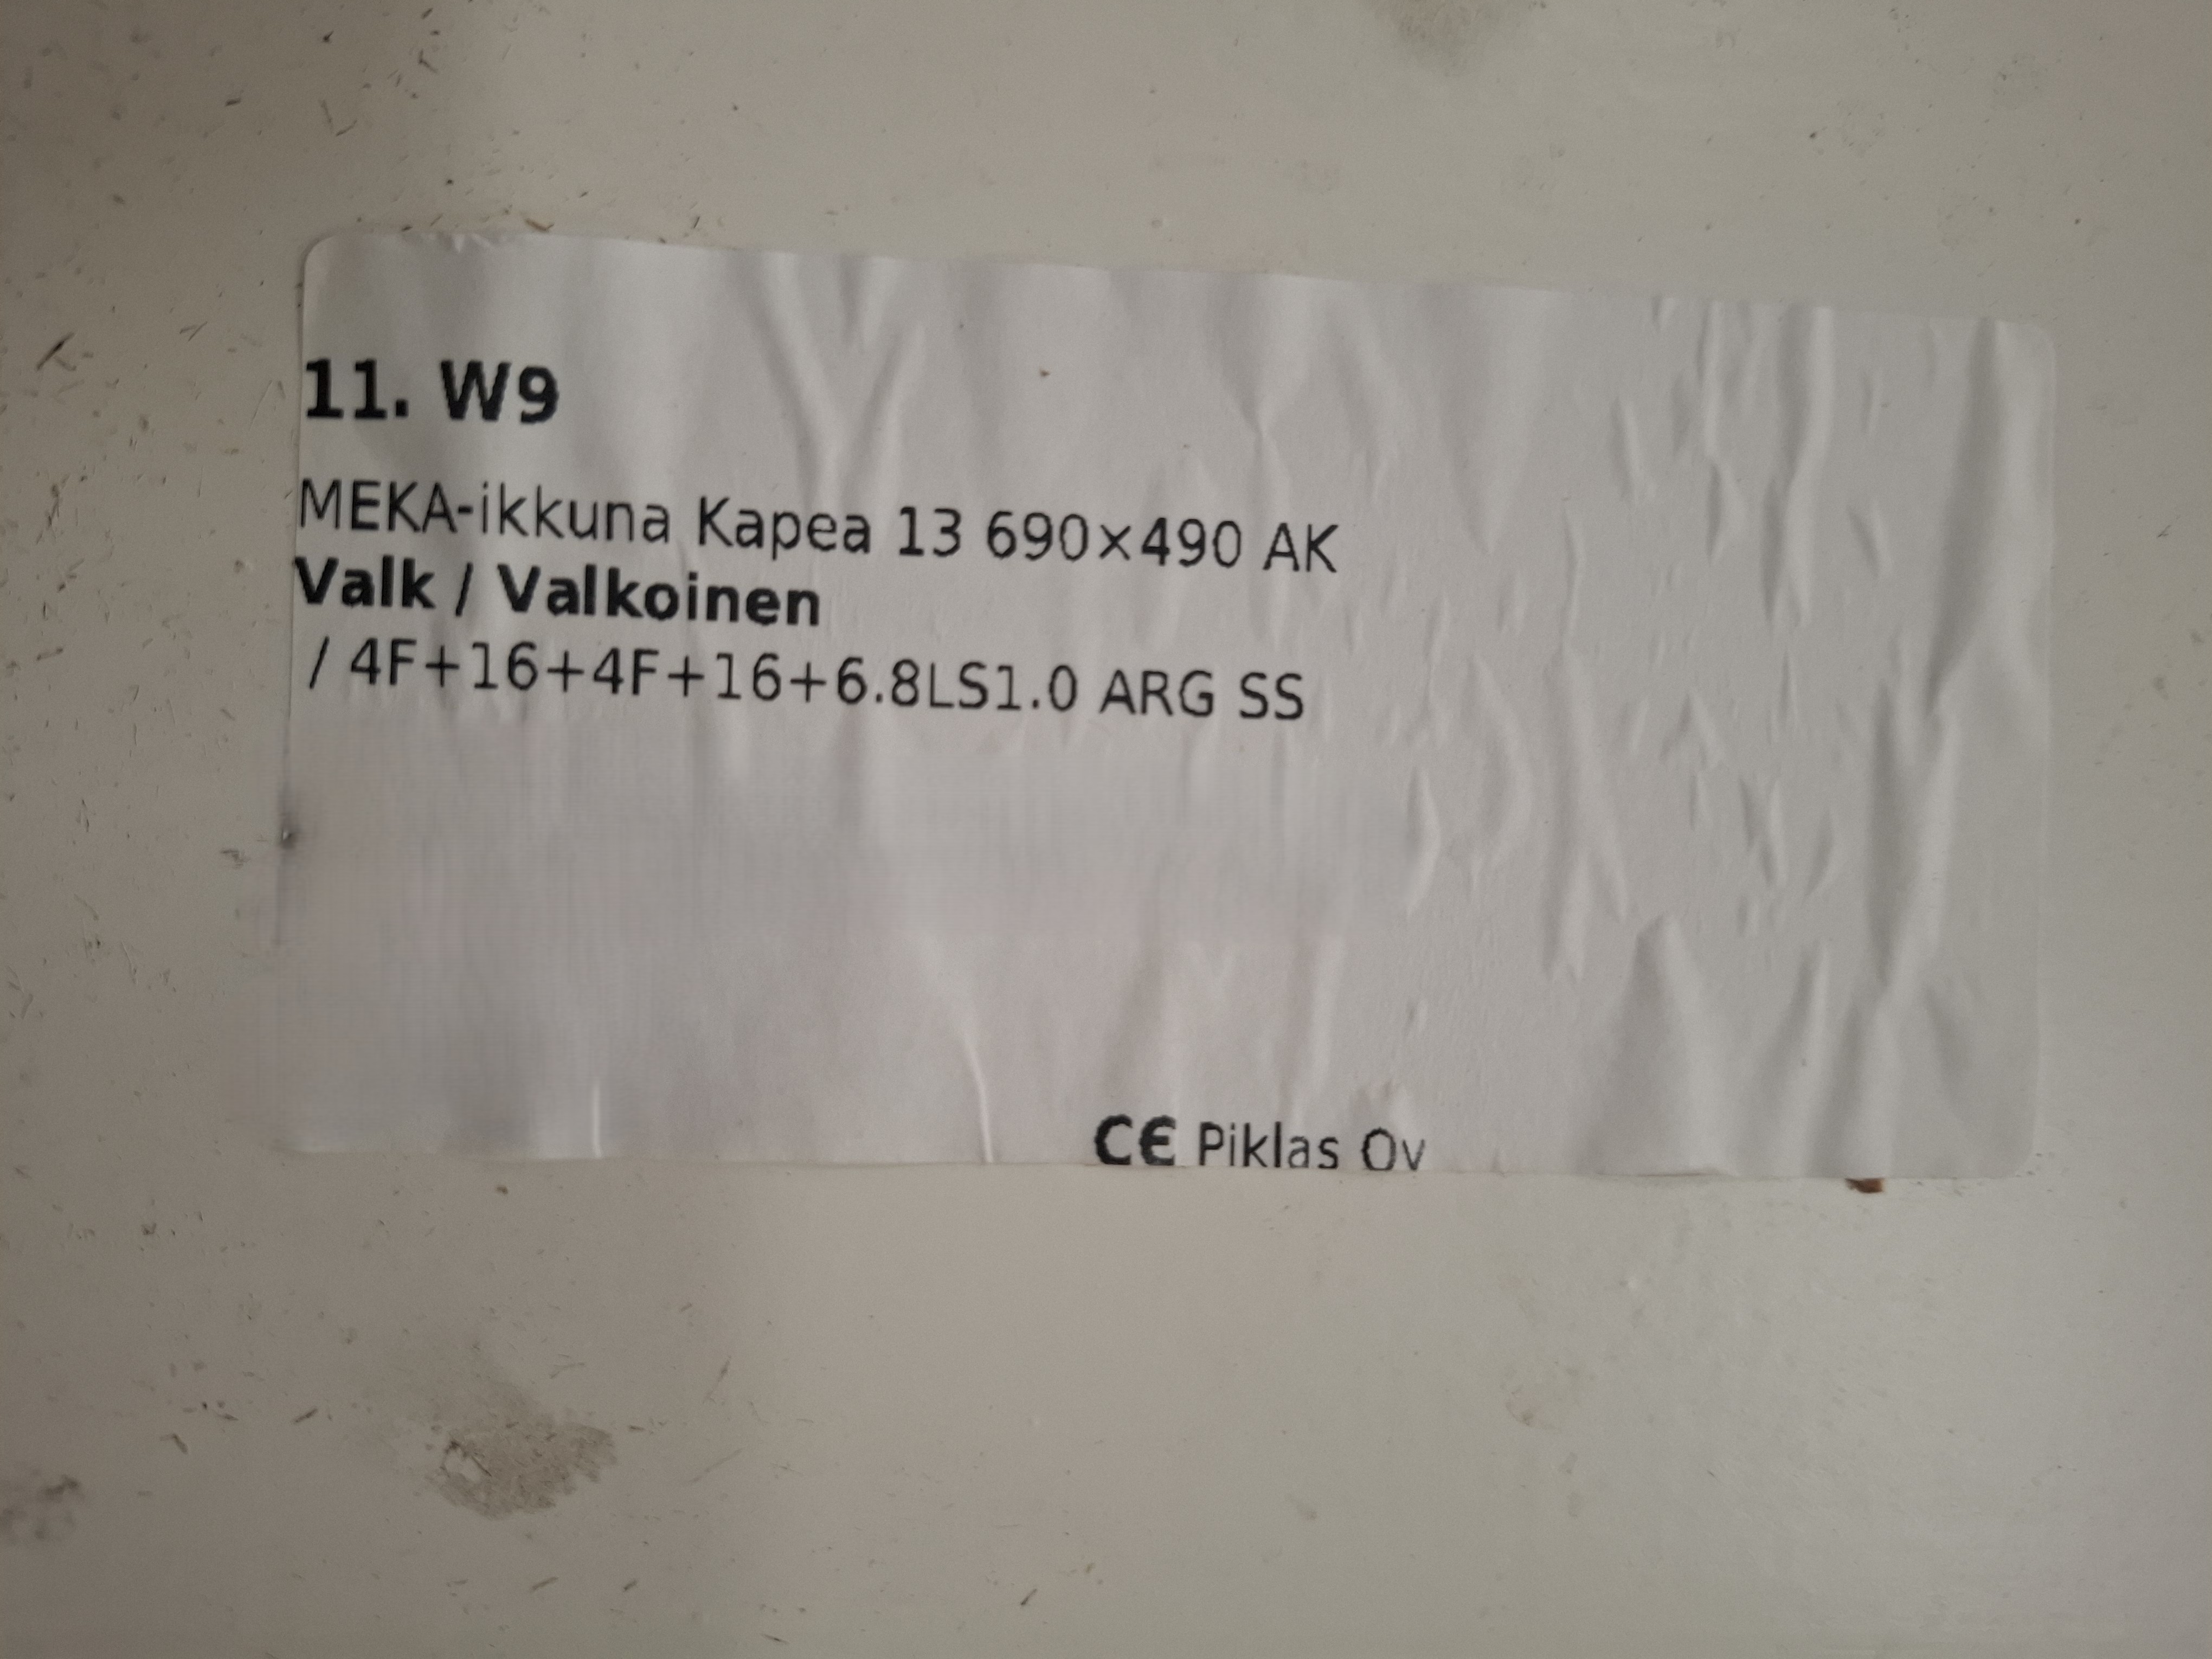 11. W9
MEKA-ikkuna Kapea 13 690×490 AK
Valk / Valkoinen
/ 4F+16+4F+16+6.8LS1.0 ARG SS
CE Piklas Oy